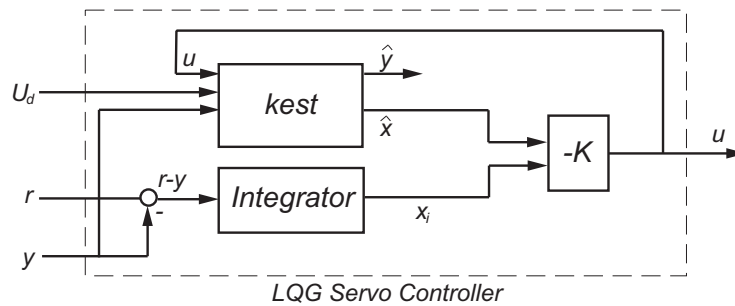 u
ŷ
U_d
kest
x̂
-K
u
r
r-y
-
Integrator
x_i
y
LQG Servo Controller